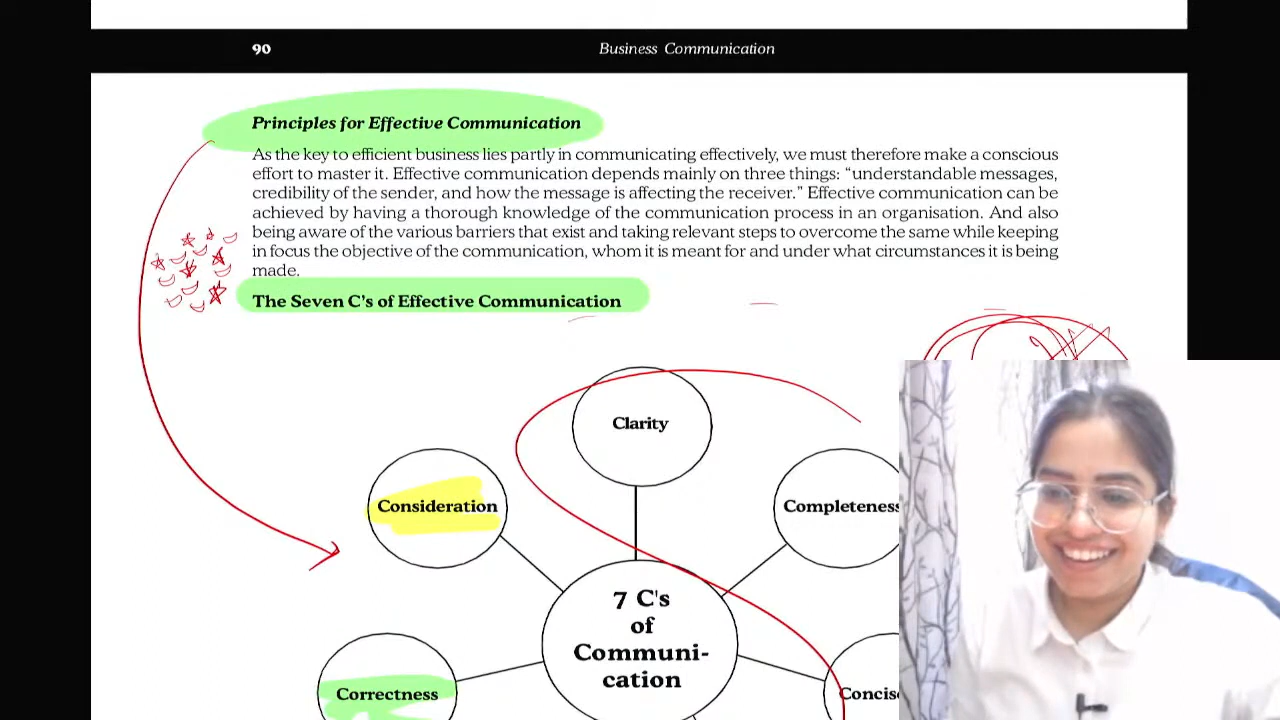 90
Business Communication
Principles for Effective Communication
As the key to efficient business lies partly in communicating effectively, we must therefore make a conscious
effort to master it. Effective communication depends mainly on three things: “understandable messages,
credibility of the sender, and how the message is affecting the receiver.” Effective communication can be
achieved by having a thorough knowledge of the communication process in an organisation. And also
being aware of the various barriers that exist and taking relevant steps to overcome the same while keeping
in focus the objective of the communication, whom it is meant for and under what circumstances it is being
made.
The Seven C’s of Effective Communication
Clarity
Consideration
Completeness
7 C's
of
Communi-
cation
Correctness
Concise